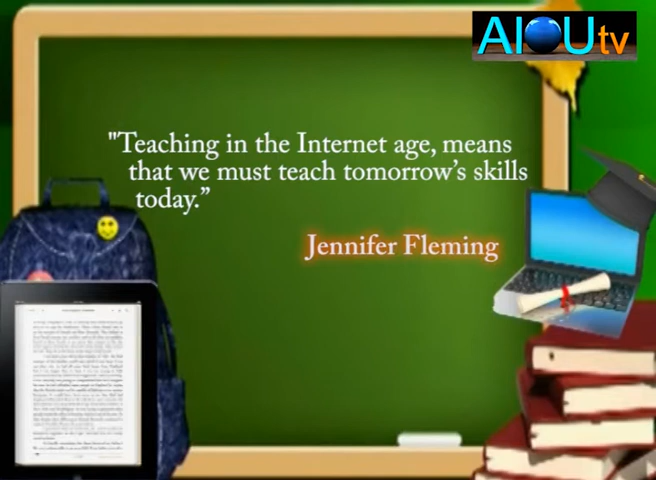 AIOUtv
"Teaching in the Internet age, means
that we must teach tomorrow's skills
today.”
Jennifer Fleming